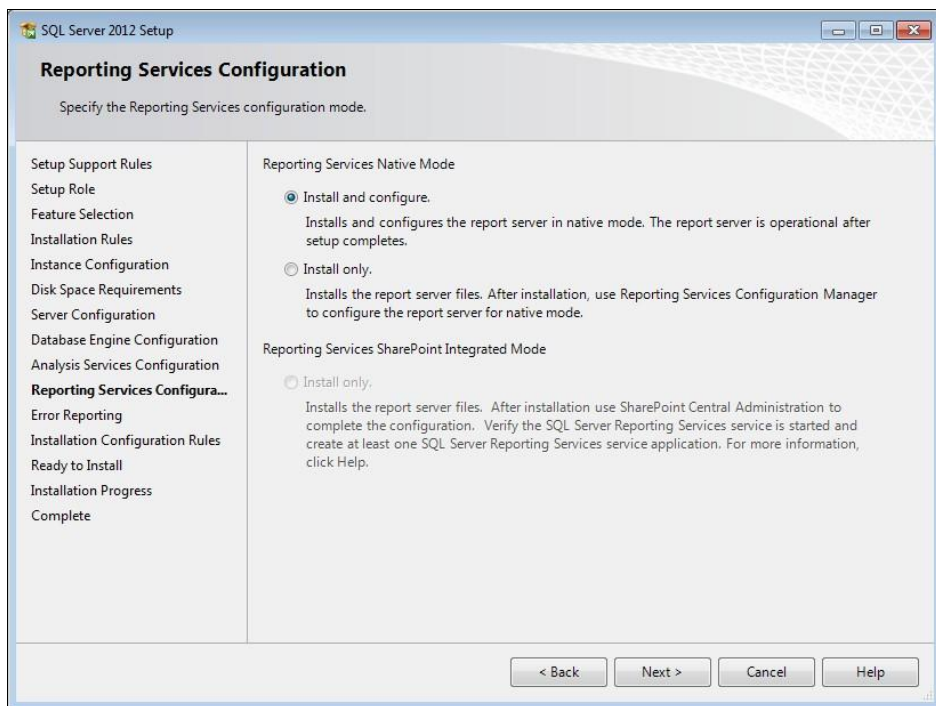 SQL Server 2012 Setup
Reporting Services Configuration
Specify the Reporting Services configuration mode.
Setup Support Rules
Setup Role
Feature Selection
Installation Rules
Instance Configuration
Disk Space Requirements
Server Configuration
Database Engine Configuration
Analysis Services Configuration
Reporting Services Configura...
Error Reporting
Installation Configuration Rules
Ready to Install
Installation Progress
Complete
Reporting Services Native Mode
Install and configure.
Installs and configures the report server in native mode. The report server is operational after
setup completes.
Install only.
Installs the report server files. After installation, use Reporting Services Configuration Manager
to configure the report server for native mode.
Reporting Services SharePoint Integrated Mode
Install only.
Installs the report server files. After installation use SharePoint Central Administration to
complete the configuration. Verify the SQL Server Reporting Services service is started and
create at least one SQL Server Reporting Services service application. For more information,
click Help.
< Back
Next >
Cancel
Help